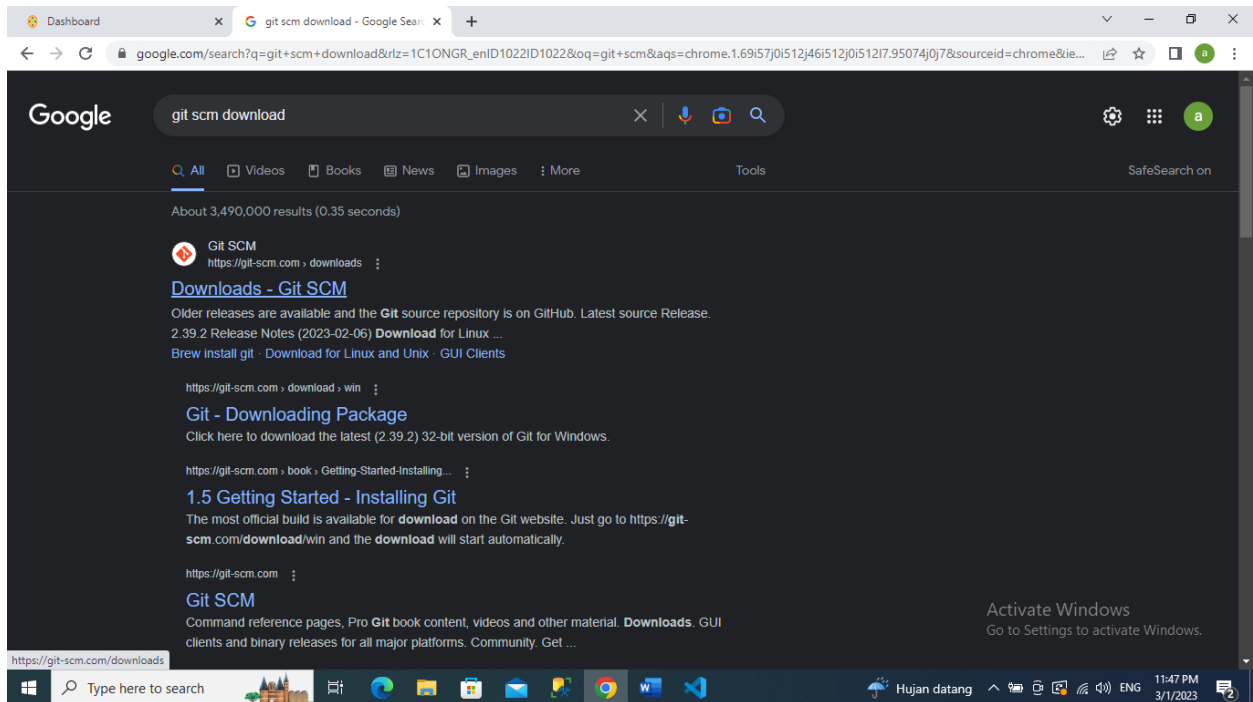 Dashboard
git scm download - Google Searc
google.com/search?q=git+scm+download&rlz=1C1ONGR_enID1022ID1022&oq=git+scm&aqs=chrome.1.69i57j0i512j46i512j0i512l7.95074j0j7&sourceid=chrome&ie...
a
Google
git scm download
a
All
Videos
Books
News
Images
More
Tools
SafeSearch on
About 3,490,000 results (0.35 seconds)
Git SCM
https://git-scm.com › downloads
Downloads - Git SCM
Older releases are available and the Git source repository is on GitHub. Latest source Release.
2.39.2 Release Notes (2023-02-06) Download for Linux ...
Brew install git · Download for Linux and Unix · GUI Clients
https://git-scm.com › download › win
Git - Downloading Package
Click here to download the latest (2.39.2) 32-bit version of Git for Windows.
https://git-scm.com › book › Getting-Started-Installing...
1.5 Getting Started - Installing Git
The most official build is available for download on the Git website. Just go to https://git-
scm.com/download/win and the download will start automatically.
https://git-scm.com
Git SCM
Command reference pages, Pro Git book content, videos and other material. Downloads. GUI
clients and binary releases for all major platforms. Community. Get ...
Activate Windows
Go to Settings to activate Windows.
https://git-scm.com/downloads
Type here to search
Hujan datang
ENG
11:47 PM
3/1/2023
2